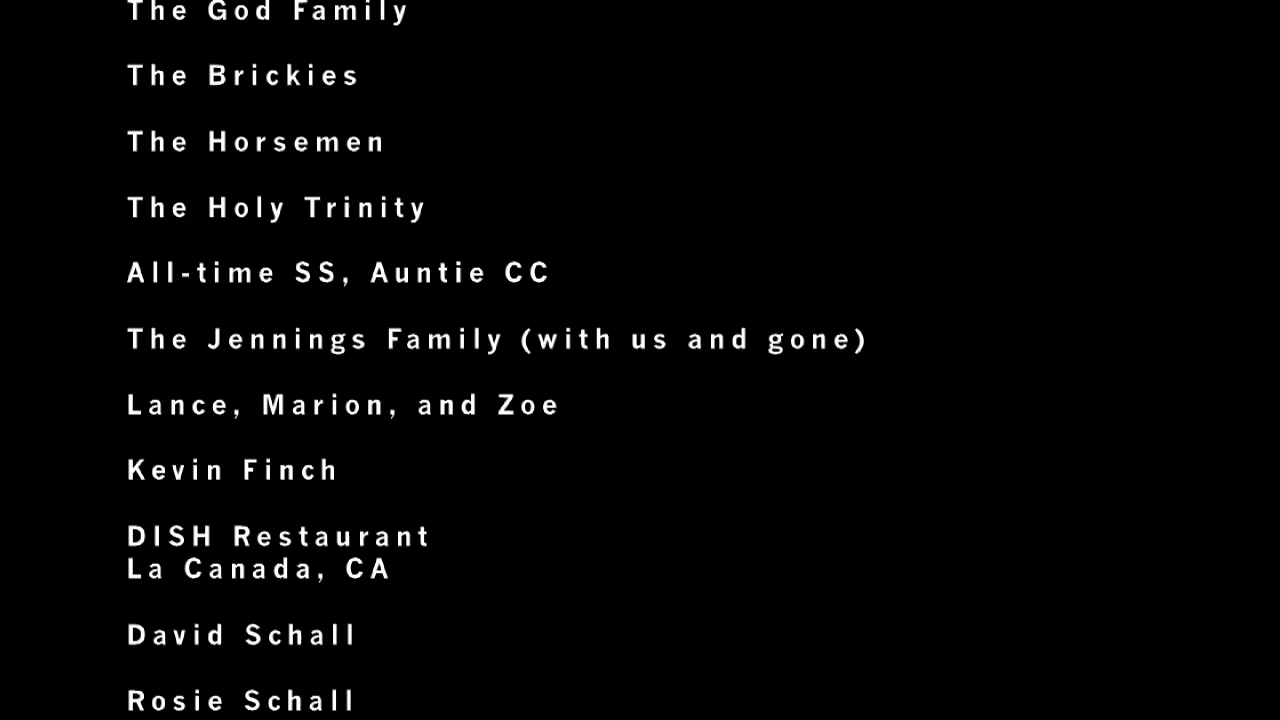 The God Family
The Brickies
The Horsemen
The Holy Trinity
All-time SS, Auntie CC
The Jennings Family (with us and gone)
Lance, Marion, and Zoe
Kevin Finch
DISH Restaurant
La Canada, CA
David Schall
Rosie Schall